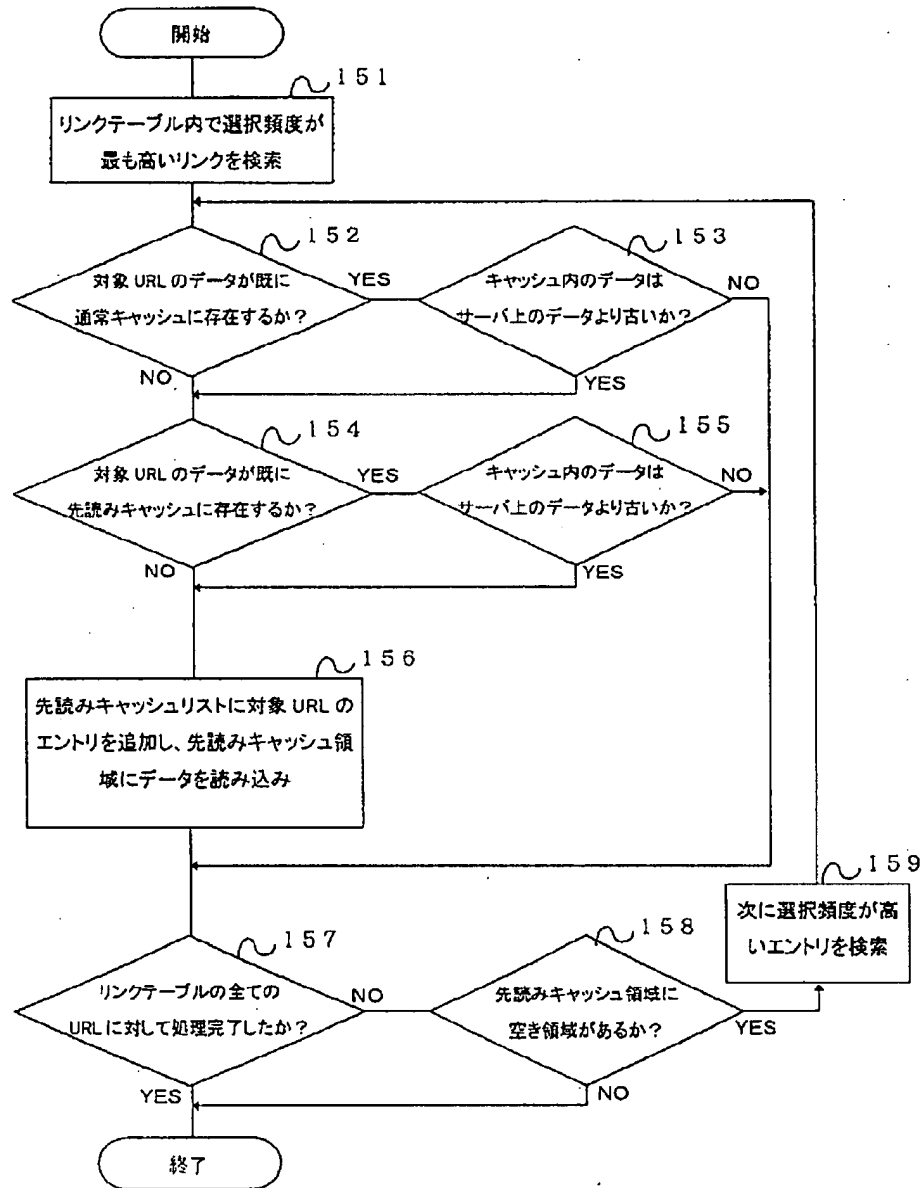 開始
151
リンクテーブル内で選択頻度が
最も高いリンクを検索
152
対象 URL のデータが既に
通常キャッシュに存在するか？
YES
NO
153
キャッシュ内のデータは
サーバ上のデータより古いか？
NO
YES
154
対象 URL のデータが既に
先読みキャッシュに存在するか？
YES
NO
155
キャッシュ内のデータは
サーバ上のデータより古いか？
NO
YES
156
先読みキャッシュリストに対象 URL の
エントリを追加し、先読みキャッシュ領
域にデータを読み込み
157
リンクテーブルの全ての
URL に対して処理完了したか？
NO
YES
158
先読みキャッシュ領域に
空き領域があるか？
YES
NO
159
次に選択頻度が高
いエントリを検索
終了